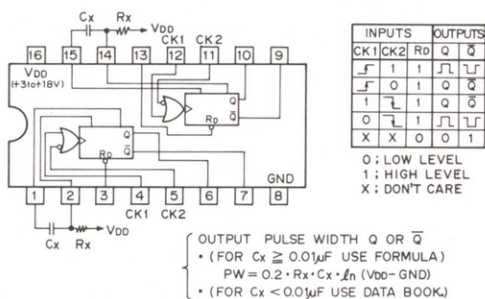 Cx Rx
VDD
CK1 CK2
16 15 14 13 12 11 10 9
VDD
(+3to+18V)
Q
Q̅
RD
Q
Q̅
RD
GND
1 2 3 4 5 6 7 8
CK1 CK2
Cx Rx VDD
INPUTS OUTPUTS
CK1 CK2 RD Q Q̅
1 1
0 1 Q Q̅
1 1 Q Q̅
0 1
X X 0 0 1
0 ; LOW LEVEL
1 ; HIGH LEVEL
X ; DON'T CARE
OUTPUT PULSE WIDTH Q OR Q̅
• (FOR Cx ≧ 0.01μF USE FORMULA)
PW = 0.2 · Rx · Cx · ℓn (VDD-GND)
• (FOR Cx < 0.01μF USE DATA BOOK.)